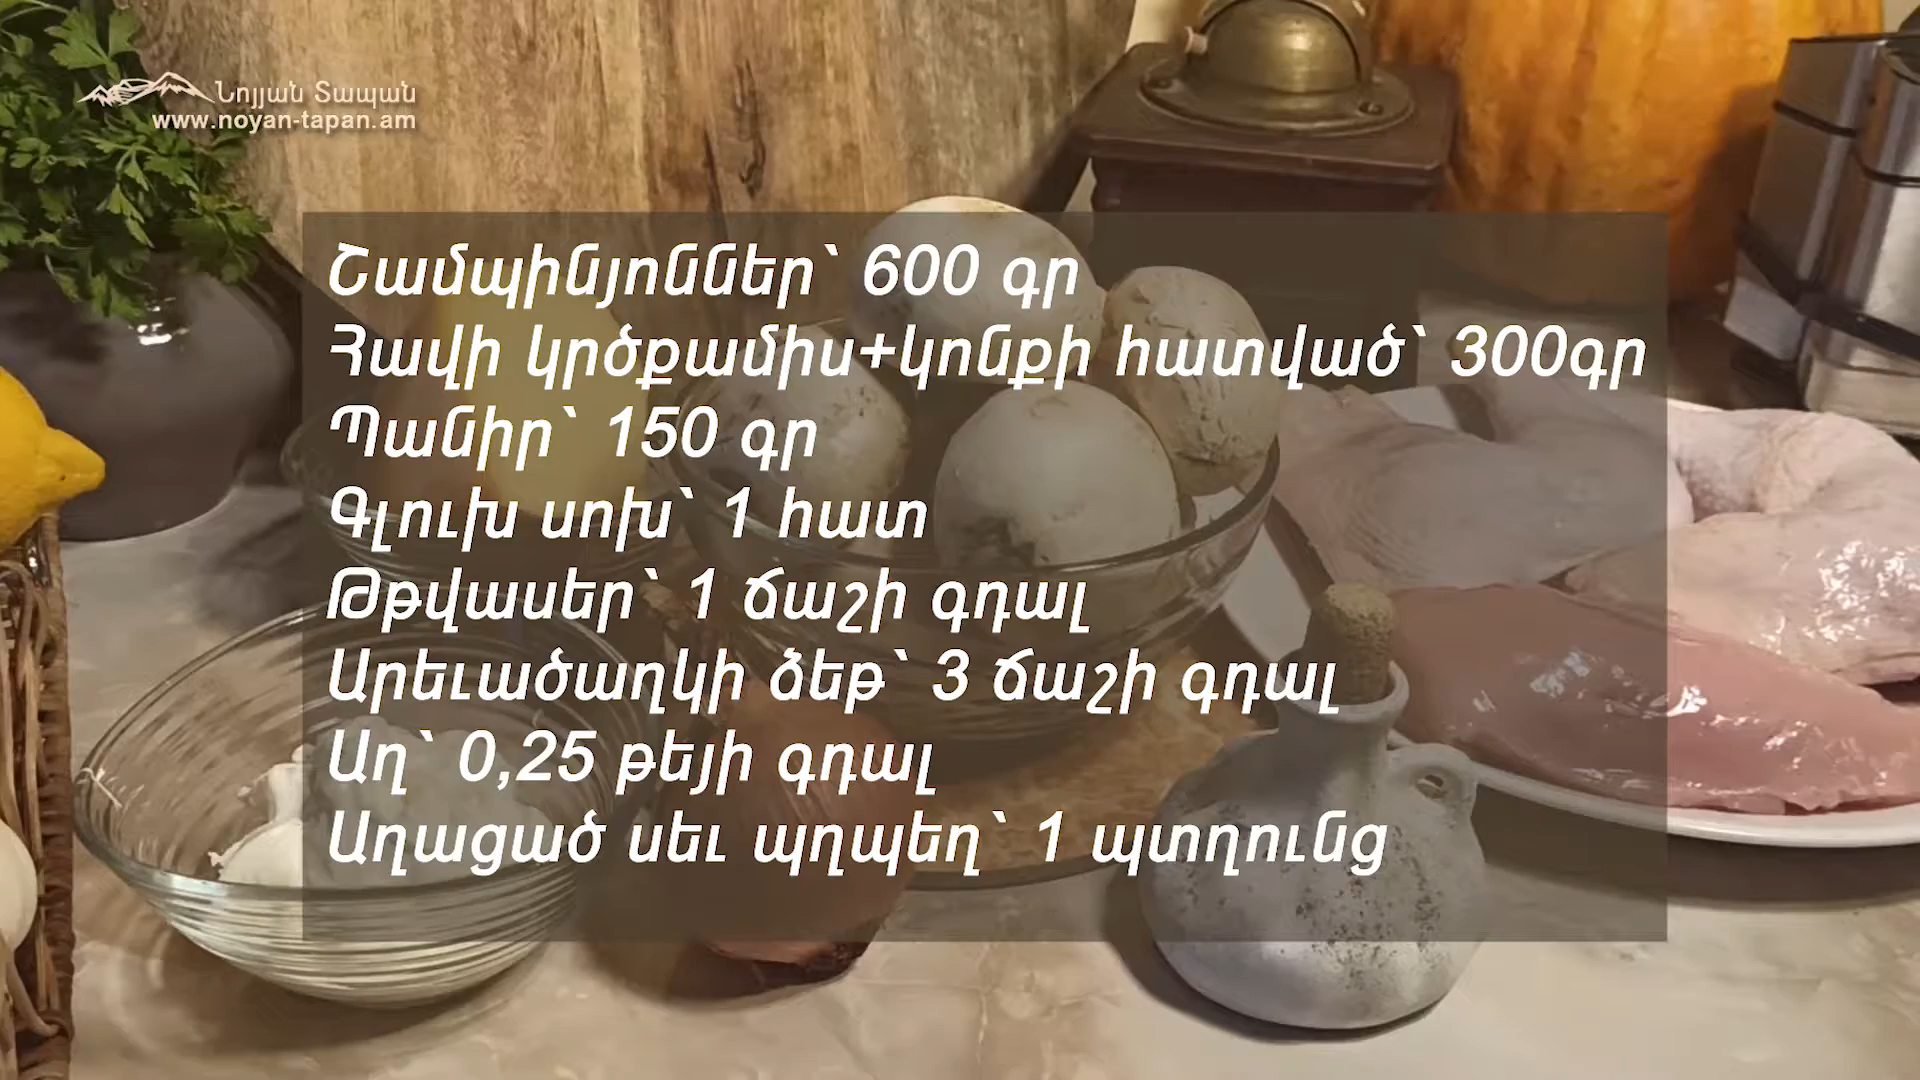 Նոյյան Տապան
www.noyan-tapan.am
Շամպինյոններ՝ 600 գր
Հավի կրծքամիս+կոնքի հատված՝ 300գր
Պանիր՝ 150 գր
Գլուխ սոխ՝ 1 հատ
Թթվասեր՝ 1 ճաշի գդալ
Արեւածաղկի ձեթ՝ 3 ճաշի գդալ
Աղ՝ 0,25 թեյի գդալ
Աղացած սեւ պղպեղ՝ 1 պտղունց